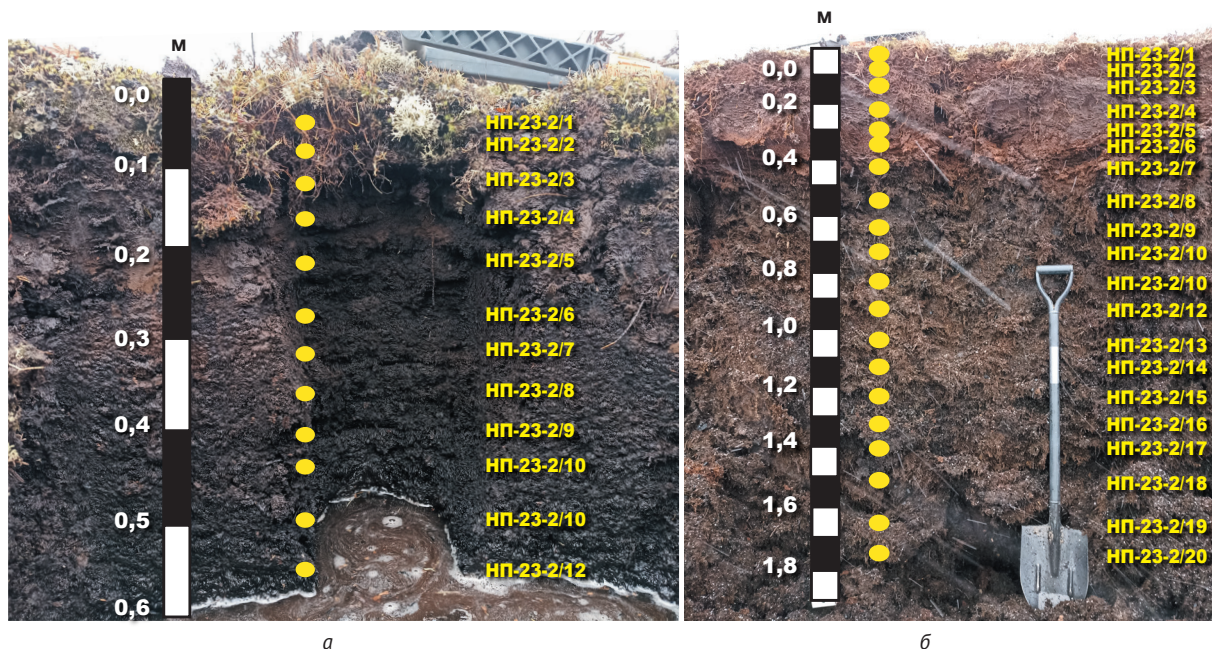 м
0,0
0,1
0,2
0,3
0,4
0,5
0,6
НП-23-2/1
НП-23-2/2
НП-23-2/3
НП-23-2/4
НП-23-2/5
НП-23-2/6
НП-23-2/7
НП-23-2/8
НП-23-2/9
НП-23-2/10
НП-23-2/10
НП-23-2/12
а
м
0,0
0,2
0,4
0,6
0,8
1,0
1,2
1,4
1,6
1,8
НП-23-2/1
НП-23-2/2
НП-23-2/3
НП-23-2/4
НП-23-2/5
НП-23-2/6
НП-23-2/7
НП-23-2/8
НП-23-2/9
НП-23-2/10
НП-23-2/10
НП-23-2/12
НП-23-2/13
НП-23-2/14
НП-23-2/15
НП-23-2/16
НП-23-2/17
НП-23-2/18
НП-23-2/19
НП-23-2/20
б